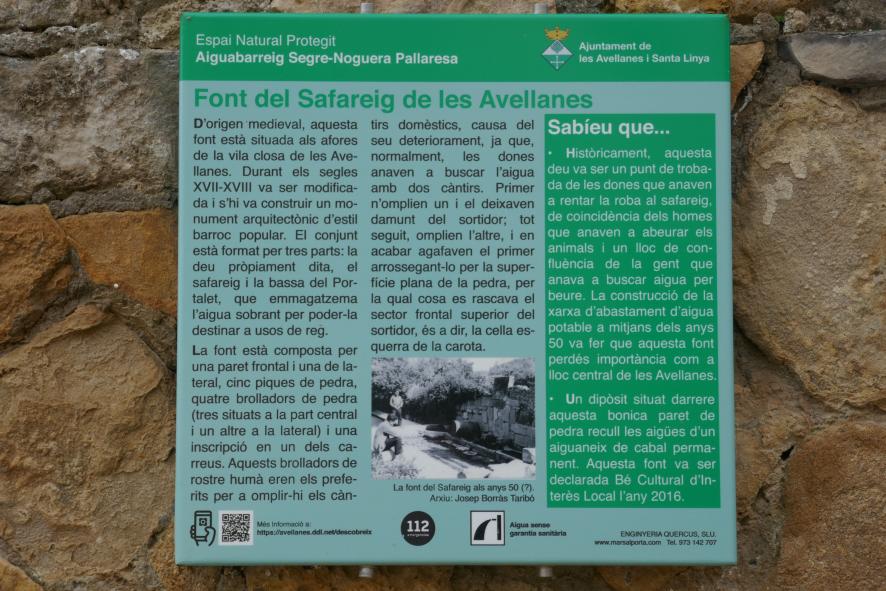 Espai Natural Protegit
Aiguabarreig Segre-Noguera Pallaresa
Ajuntament de
les Avellanes i Santa Linya
Font del Safareig de les Avellanes
D'origen medieval, aquesta
font està situada als afores
de la vila closa de les Ave-
llanes. Durant els segles
XVII-XVIII va ser modifica-
da i s'hi va construir un mo-
nument arquitectònic d'estil
barroc popular. El conjunt
està format per tres parts: la
deu pròpiament dita, el
safareig i la bassa del Por-
talet, que emmagatzema
l'aigua sobrant per poder-la
destinar a usos de reg.
La font està composta per
una paret frontal i una de la-
teral, cinc piques de pedra,
quatre brolladors de pedra
(tres situats a la part central
i un altre a la lateral) i una
inscripció en un dels ca-
rreus. Aquests brolladors de
rostre humà eren els prefe-
rits per a omplir-hi els càn-
tirs domèstics, causa del
seu deteriorament, ja que,
normalment, les dones
anaven a buscar l'aigua
amb dos càntirs. Primer
n'omplien un i el deixaven
damunt del sortidor; tot
seguit, omplien l'altre, i en
acabar agafaven el primer
arrossegant-lo per la super-
fície plana de la pedra, per
la qual cosa es rascava el
sector frontal superior del
sortidor, és a dir, la cella es-
querra de la carota.
La font del Safareig als anys 50 (?).
Arxiu: Josep Borràs Taribó
Sabíeu que...
• Històricament, aquesta
deu va ser un punt de troba-
da de les dones que anaven
a rentar la roba al safareig,
de coincidència dels homes
que anaven a abeurar els
animals i un lloc de con-
fluència de la gent que
anava a buscar aigua per
beure. La construcció de la
xarxa d'abastament d'aigua
potable a mitjans dels anys
50 va fer que aquesta font
perdés importància com a
lloc central de les Avellanes.
• Un dipòsit situat darrere
aquesta bonica paret de
pedra recull les aigües d'un
aiguaneix de cabal perma-
nent. Aquesta font va ser
declarada Bé Cultural d'In-
terès Local l'any 2016.
Més Informació a:
https://avellanes.ddl.net/descobreix
112
emergències
Aigua sense
garantia sanitària
ENGINYERIA QUERCUS, SLU.
www.marsalporta.com Tel. 973 142 707